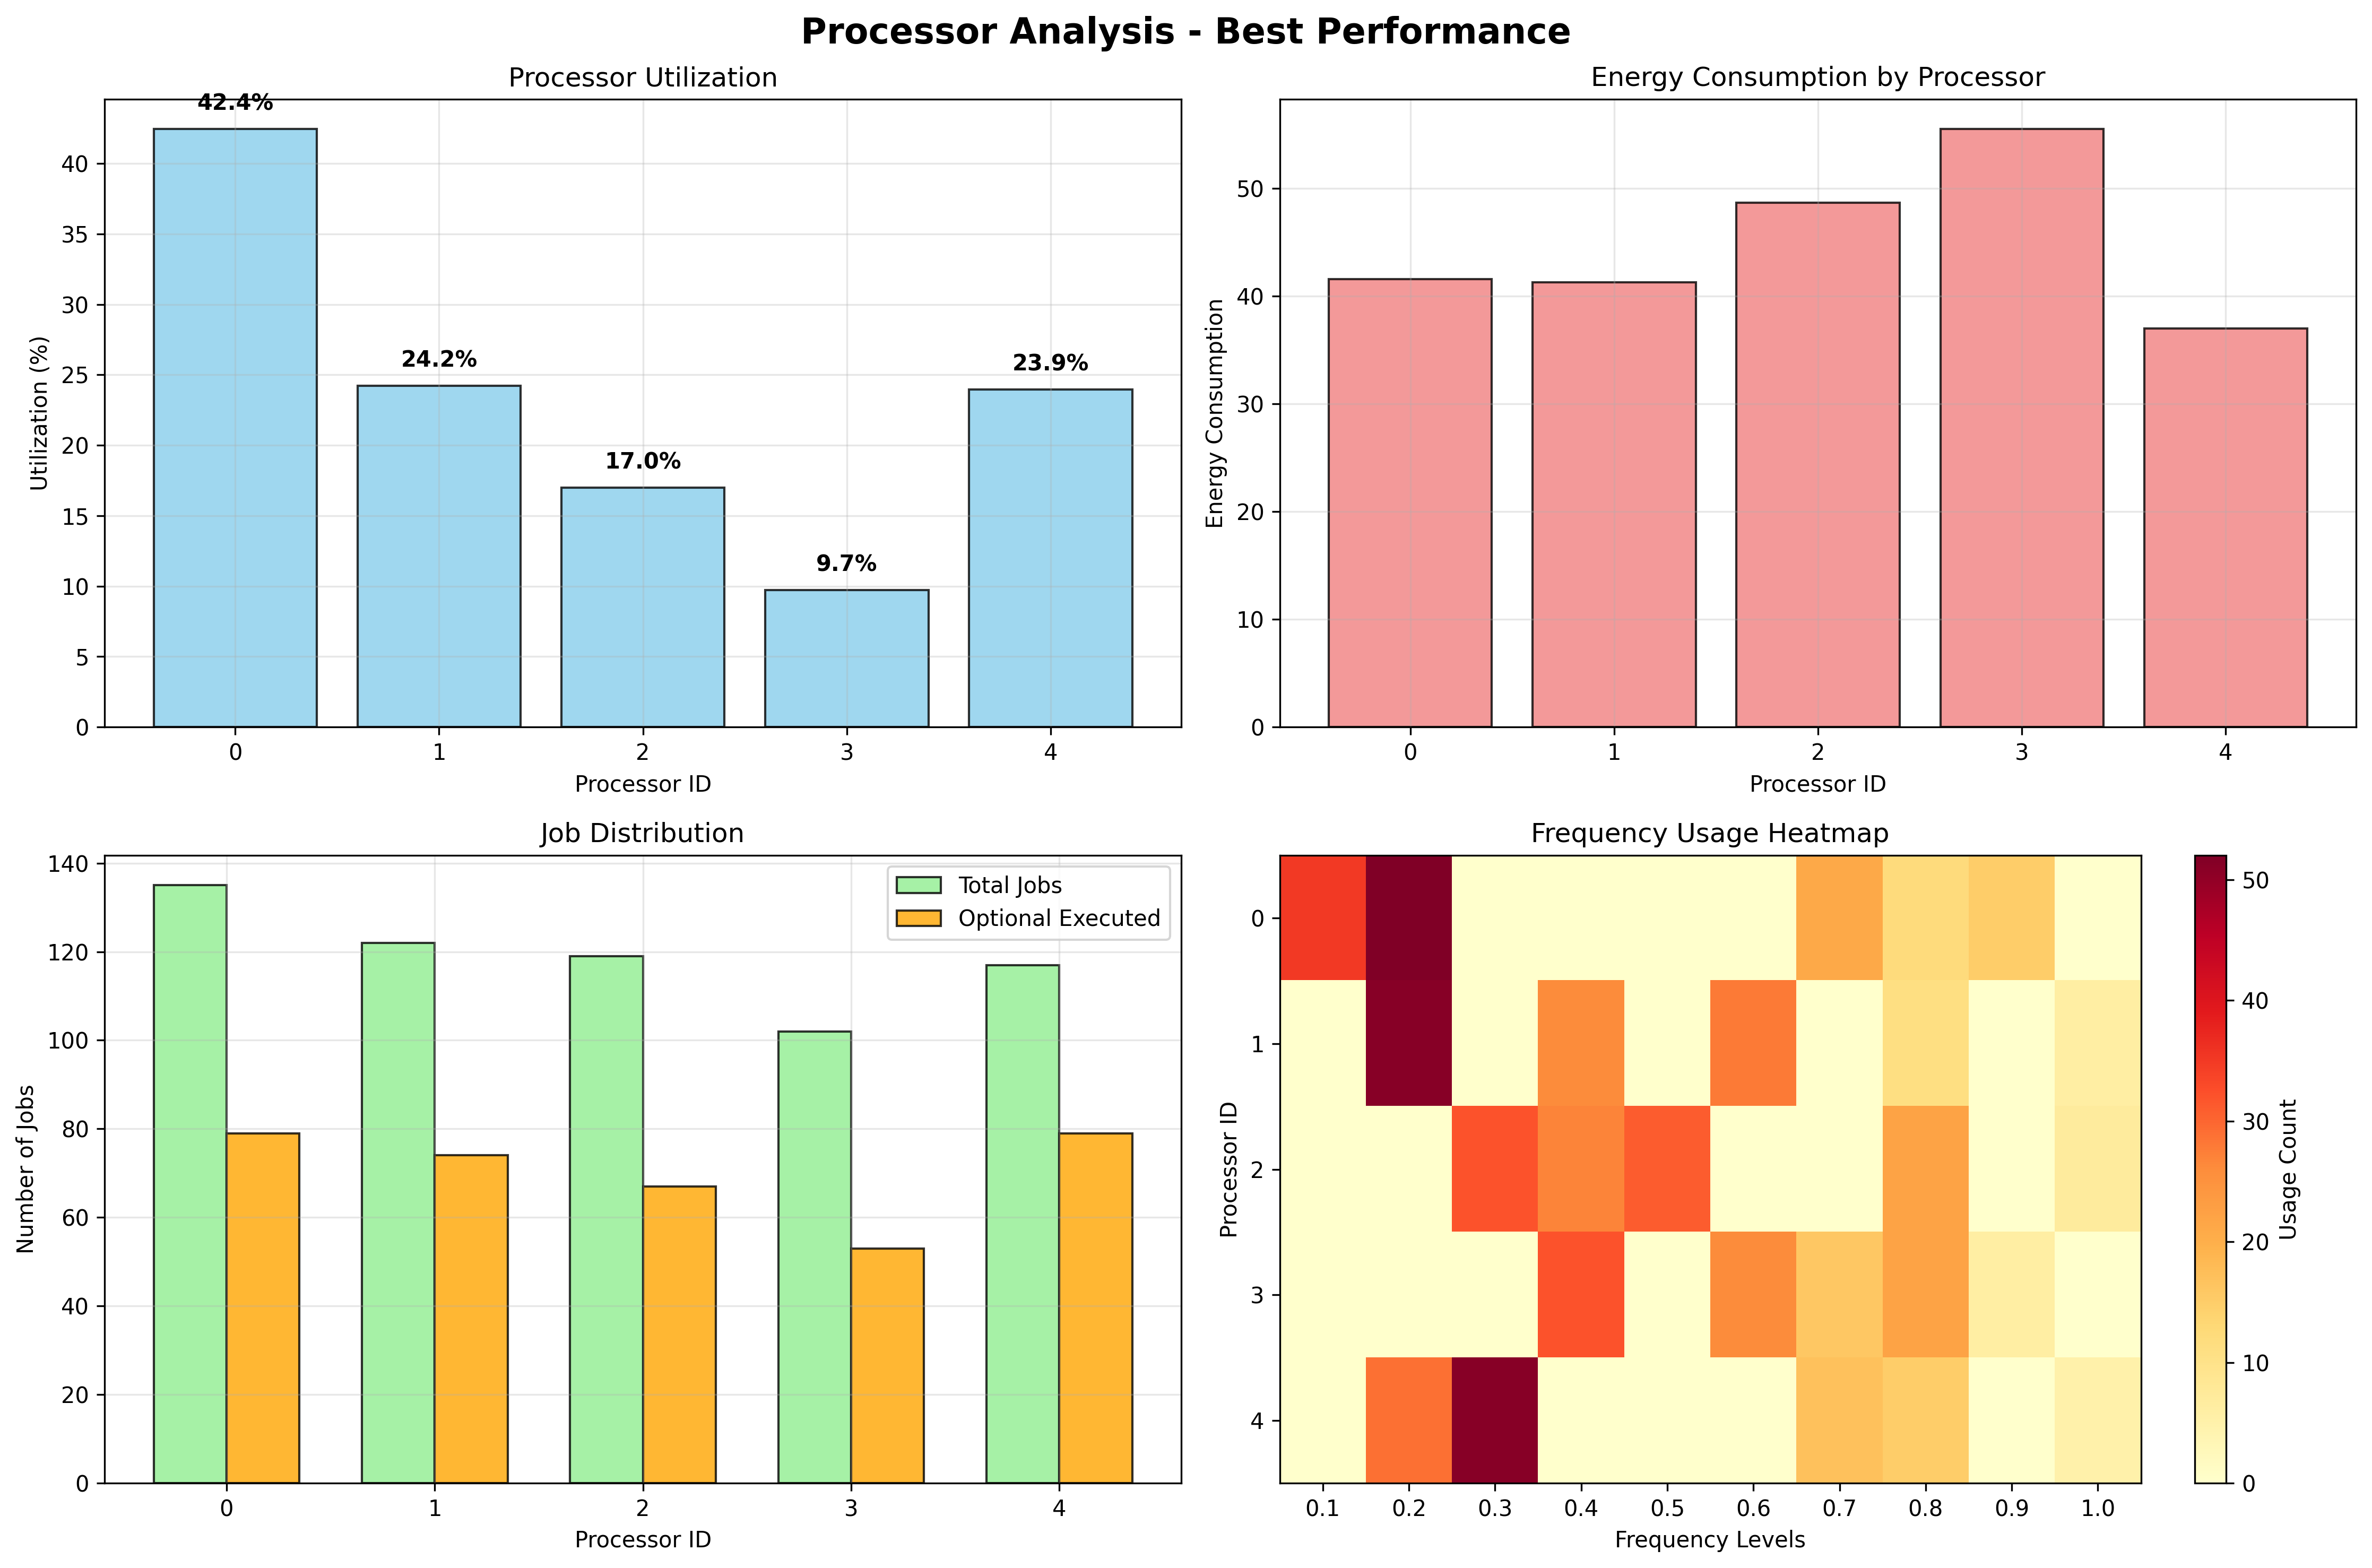 Processor Analysis - Best Performance
Processor Utilization
42.4%
24.2%
17.0%
9.7%
23.9%
40
35
30
25
20
15
10
5
0
Utilization (%)
0 1 2 3 4
Processor ID
Energy Consumption by Processor
50
40
30
20
10
0
Energy Consumption
0 1 2 3 4
Processor ID
Job Distribution
Total Jobs
Optional Executed
140
120
100
80
60
40
20
0
Number of Jobs
0 1 2 3 4
Processor ID
Frequency Usage Heatmap
0
1
2
3
4
Processor ID
0.1 0.2 0.3 0.4 0.5 0.6 0.7 0.8 0.9 1.0
Frequency Levels
50
40
30
20
10
0
Usage Count